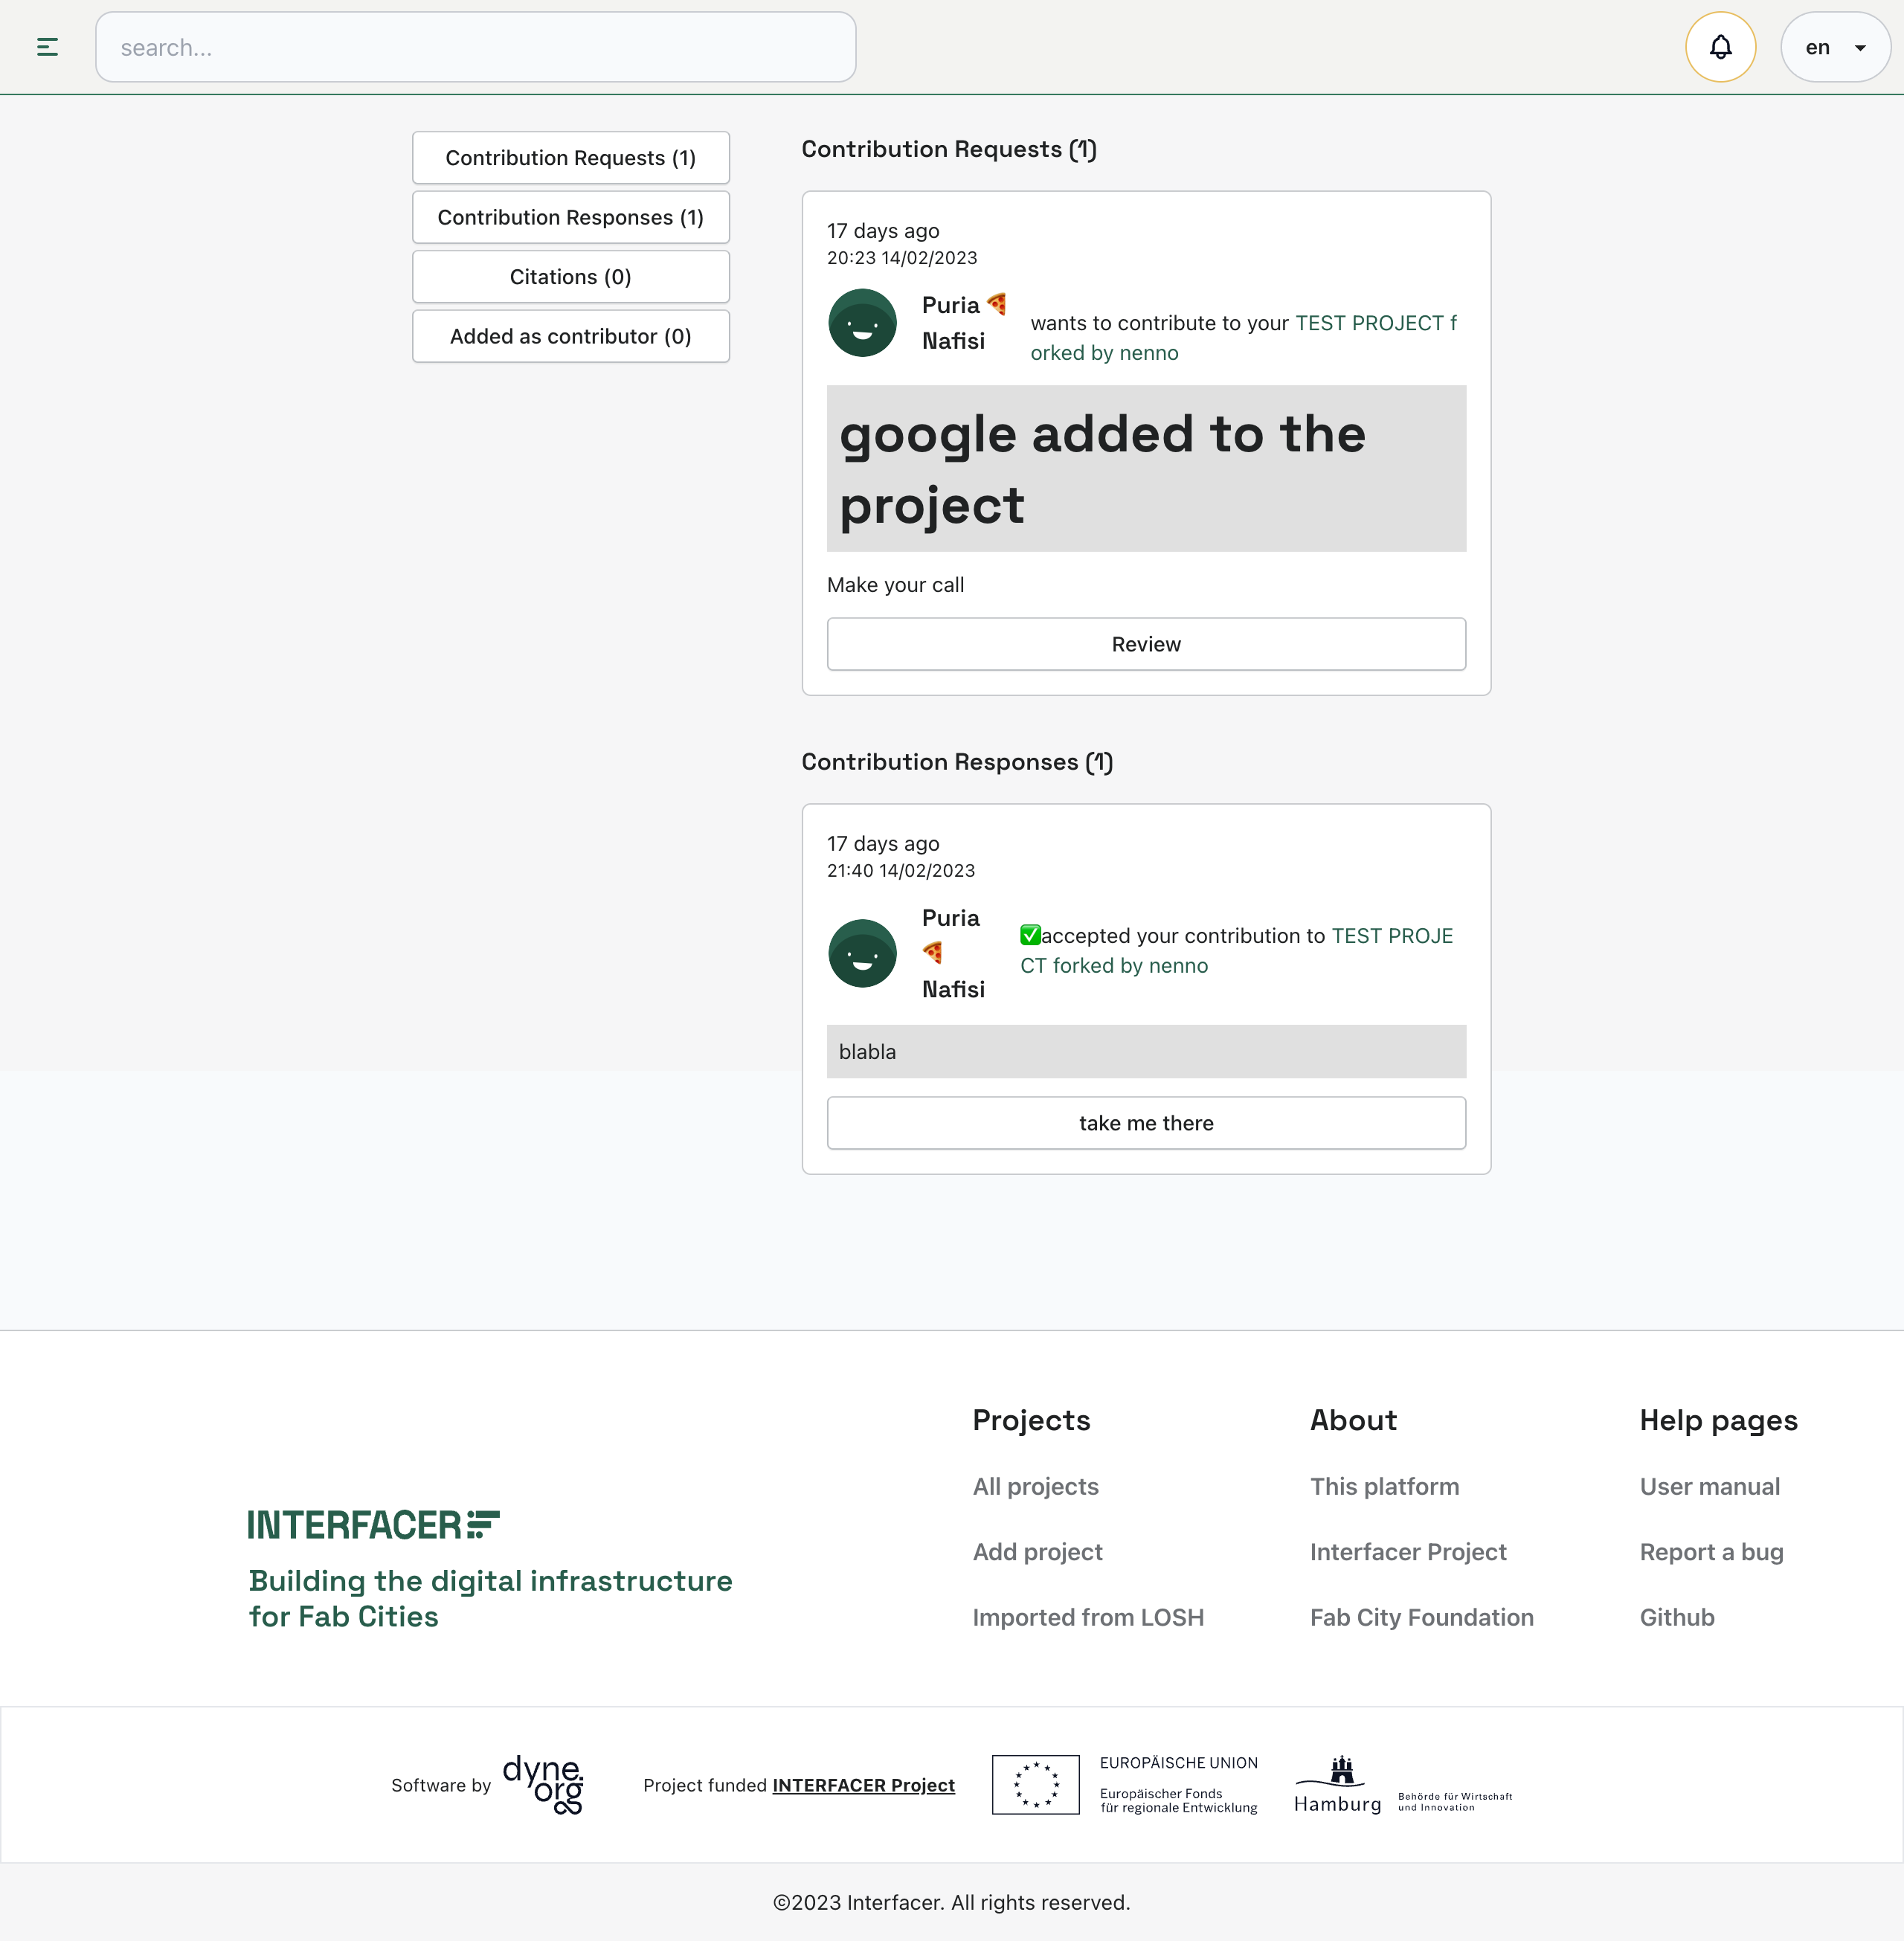 search...
en
Contribution Requests (1)
Contribution Responses (1)
Citations (0)
Added as contributor (0)
Contribution Requests (1)
17 days ago
20:23 14/02/2023
Puria 🍕
Nafisi
wants to contribute to your TEST PROJECT f
orked by nenno
google added to the
project
Make your call
Review
Contribution Responses (1)
17 days ago
21:40 14/02/2023
Puria
🍕
Nafisi
✅accepted your contribution to TEST PROJE
CT forked by nenno
blabla
take me there
INTERFACER
Building the digital infrastructure
for Fab Cities
Projects
All projects
Add project
Imported from LOSH
About
This platform
Interfacer Project
Fab City Foundation
Help pages
User manual
Report a bug
Github
Software by
dyne.
org
Project funded INTERFACER Project
EUROPÄISCHE UNION
Europäischer Fonds
für regionale Entwicklung
Hamburg
Behörde für Wirtschaft
und Innovation
©2023 Interfacer. All rights reserved.